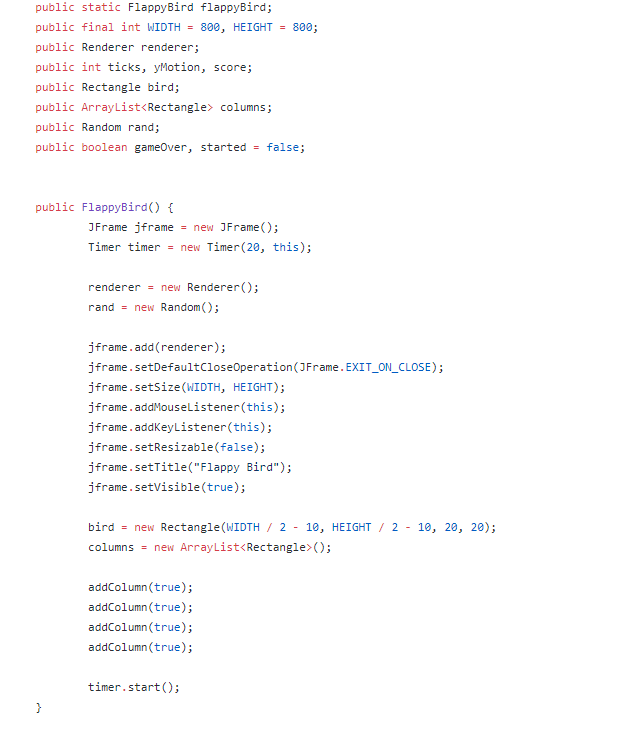 public static FlappyBird flappyBird;
public final int WIDTH = 800, HEIGHT = 800;
public Renderer renderer;
public int ticks, yMotion, score;
public Rectangle bird;
public ArrayList<Rectangle> columns;
public Random rand;
public boolean gameOver, started = false;
public FlappyBird() {
JFrame jframe = new JFrame();
Timer timer = new Timer(20, this);
renderer = new Renderer();
rand = new Random();
jframe.add(renderer);
jframe.setDefaultCloseOperation(JFrame.EXIT_ON_CLOSE);
jframe.setSize(WIDTH, HEIGHT);
jframe.addMouseListener(this);
jframe.addKeyListener(this);
jframe.setResizable(false);
jframe.setTitle("Flappy Bird");
jframe.setVisible(true);
bird = new Rectangle(WIDTH / 2 - 10, HEIGHT / 2 - 10, 20, 20);
columns = new ArrayList<Rectangle>();
addColumn(true);
addColumn(true);
addColumn(true);
addColumn(true);
timer.start();
}